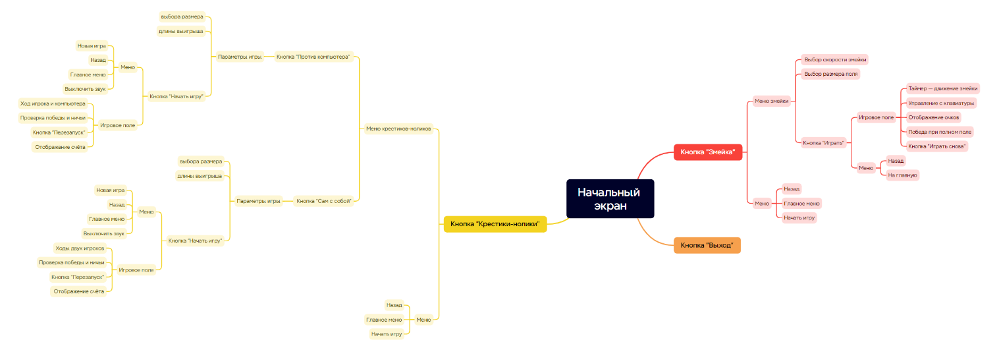 Начальный
экран
Кнопка "Крестики-нолики"
Меню крестиков-ноликов
Кнопка "Против компьютера"
Параметры игры
выбора размера
длины выигрыша
Кнопка "Начать игру"
Меню
Новая игра
Назад
Главное меню
Выключить звук
Игровое поле
Ход игрока и компьютера
Проверка победы и ничьи
Кнопка "Перезапуск"
Отображение счёта
Кнопка "Сам с собой"
Параметры игры
выбора размера
длины выигрыша
Кнопка "Начать игру"
Меню
Новая игра
Назад
Главное меню
Выключить звук
Игровое поле
Ходы двух игроков
Проверка победы и ничьи
Кнопка "Перезапуск"
Отображение счёта
Меню
Назад
Главное меню
Начать игру
Кнопка "Змейка"
Меню змейки
Выбор скорости змейки
Выбор размера поля
Кнопка "Играть"
Игровое поле
Таймер — движение змейки
Управление с клавиатуры
Отображение очков
Победа при полном поле
Кнопка "Играть снова"
Меню
Назад
На главную
Меню
Назад
Главное меню
Начать игру
Кнопка "Выход"